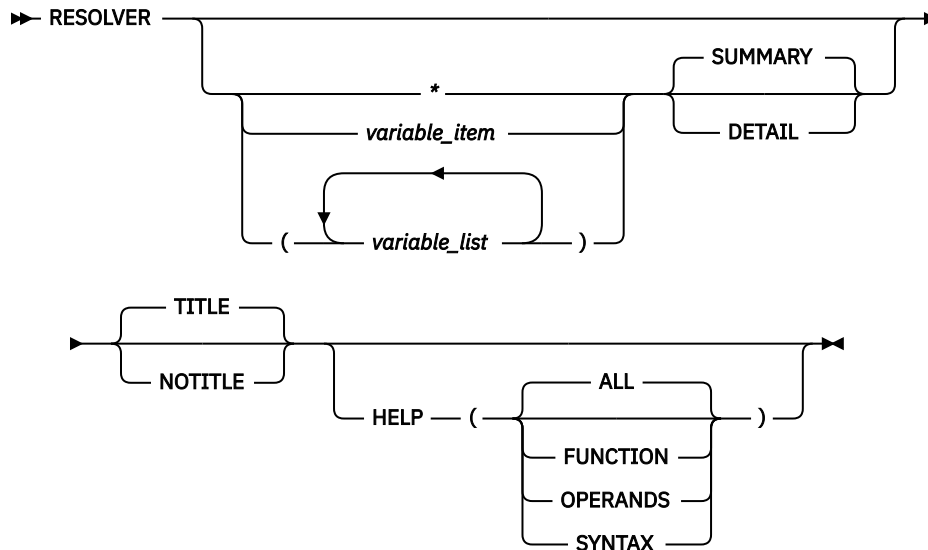 RESOLVER
SUMMARY
*
variable_item
DETAIL
( variable_list )
TITLE
NOTITLE
ALL
HELP ( )
FUNCTION
OPERANDS
SYNTAX